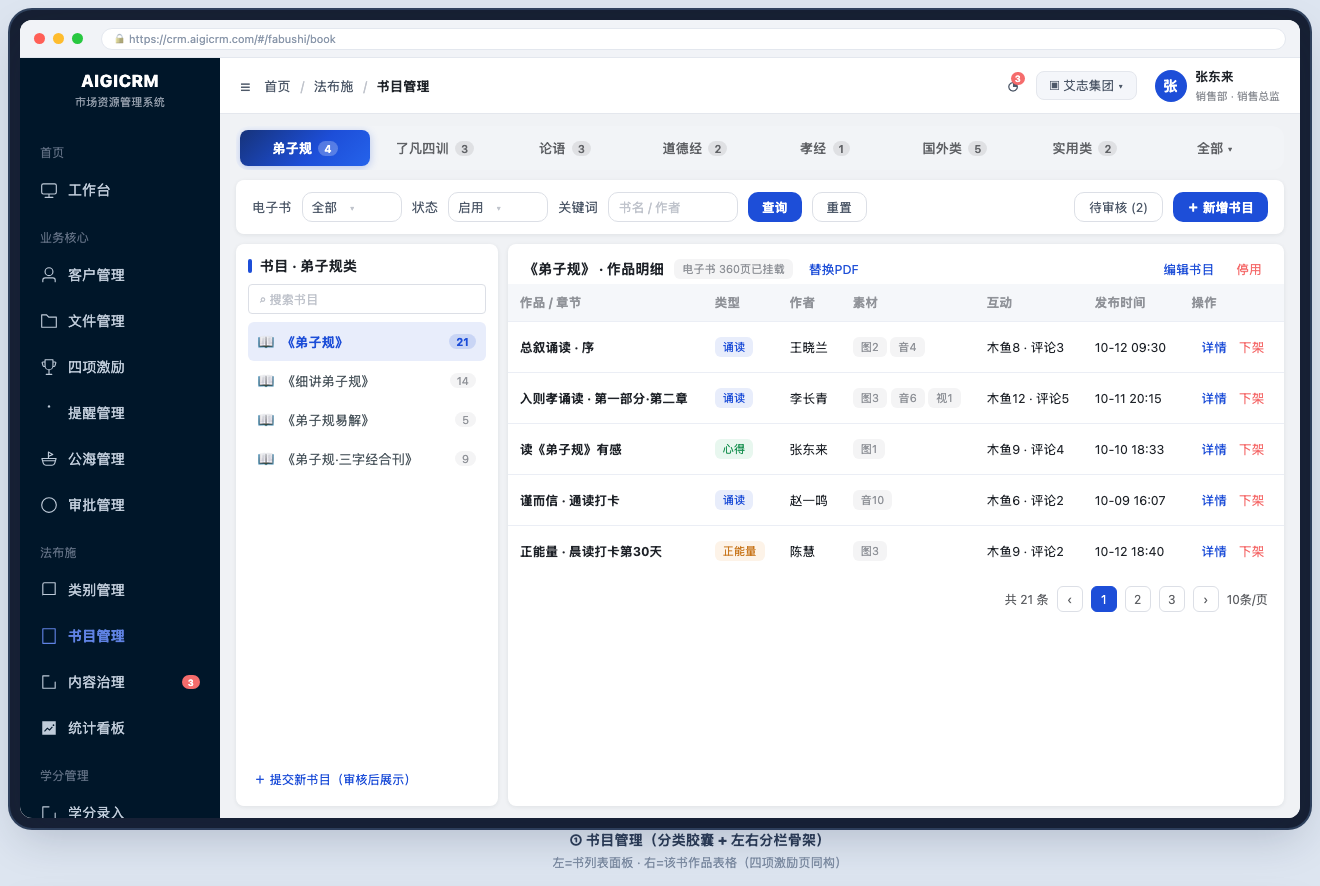 https://crm.aigicrm.com/#/fabushi/book
AIGICRM
市场资源管理系统
首页
工作台
业务核心
客户管理
文件管理
四项激励
提醒管理
公海管理
审批管理
法布施
类别管理
书目管理
内容治理 3
统计看板
学分管理
学分录入
首页 / 法布施 / 书目管理
3
艾志集团
张
张东来
销售部 · 销售总监
弟子规 4 了凡四训 3 论语 3 道德经 2 孝经 1 国外类 5 实用类 2 全部
电子书 全部 状态 启用 关键词 书名 / 作者 查询 重置 待审核 (2) + 新增书目
书目 · 弟子规类
搜索书目
《弟子规》 21
《细讲弟子规》 14
《弟子规易解》 5
《弟子规·三字经合刊》 9
+ 提交新书目（审核后展示）
《弟子规》 · 作品明细 电子书 360页已挂载 替换PDF 编辑书目 停用
作品 / 章节 类型 作者 素材 互动 发布时间 操作
总叙诵读 · 序 诵读 王晓兰 图2 音4 木鱼8 · 评论3 10-12 09:30 详情 下架
入则孝诵读 · 第一部分·第二章 诵读 李长青 图3 音6 视1 木鱼12 · 评论5 10-11 20:15 详情 下架
读《弟子规》有感 心得 张东来 图1 木鱼9 · 评论4 10-10 18:33 详情 下架
谨而信 · 通读打卡 诵读 赵一鸣 音10 木鱼6 · 评论2 10-09 16:07 详情 下架
正能量 · 晨读打卡第30天 正能量 陈慧 图3 木鱼9 · 评论2 10-12 18:40 详情 下架
共 21 条 ‹ 1 2 3 › 10条/页
① 书目管理（分类胶囊 + 左右分栏骨架）
左=书列表面板 · 右=该书作品表格（四项激励页同构）